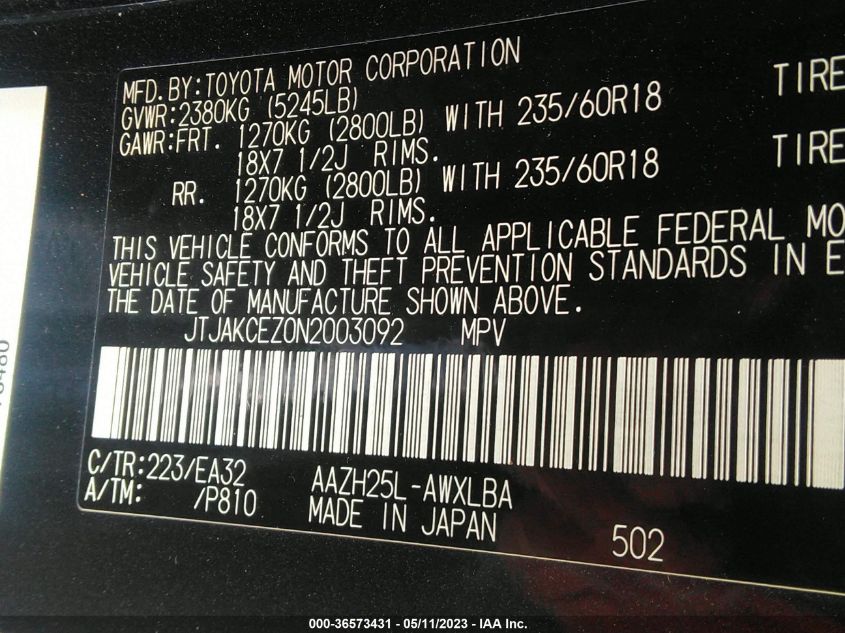 MFD.BY:TOYOTA MOTOR CORPORATION
GVWR:2380KG (5245LB)
GAWR:FRT. 1270KG (2800LB) WITH 235/60R18 TIRE
18X7 1/2J RIMS.
RR. 1270KG (2800LB) WITH 235/60R18 TIRE
18X7 1/2J RIMS.
THIS VEHICLE CONFORMS TO ALL APPLICABLE FEDERAL MO
VEHICLE SAFETY AND THEFT PREVENTION STANDARDS IN E
THE DATE OF MANUFACTURE SHOWN ABOVE.
JTJAKCEZ0N2003092 MPV
C/TR:223/EA32 AAZH25L-AWXLBA
A/TM: /P810 MADE IN JAPAN
502
000-36573431 - 05/11/2023 - IAA Inc.